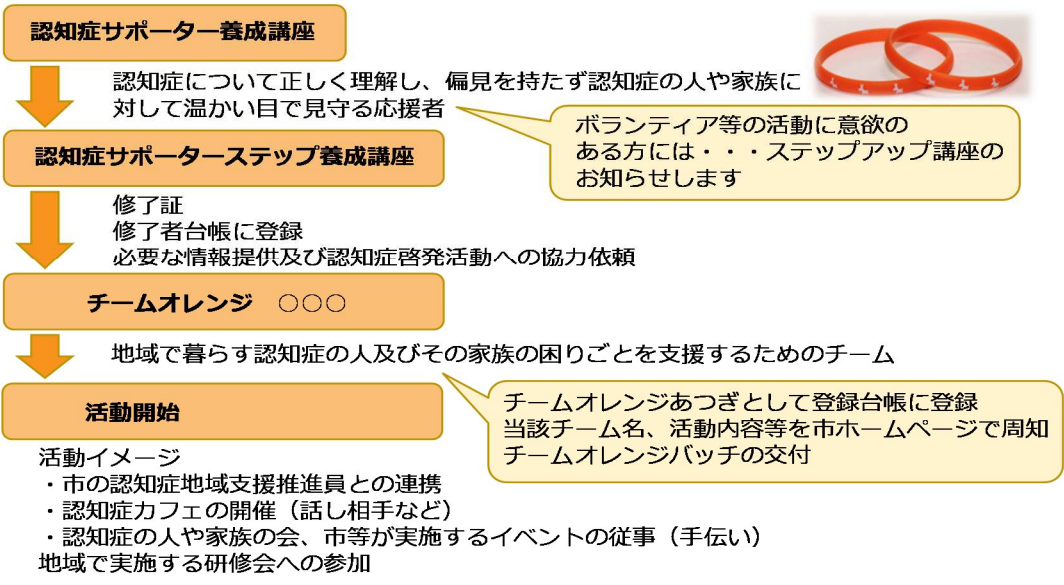 認知症サポーター養成講座
認知症について正しく理解し、偏見を持たず認知症の人や家族に
対して温かい目で見守る応援者
ボランティア等の活動に意欲の
ある方には・・・ステップアップ講座の
お知らせします
認知症サポーターステップ養成講座
修了証
修了者台帳に登録
必要な情報提供及び認知症啓発活動への協力依頼
チームオレンジ　○○○
地域で暮らす認知症の人及びその家族の困りごとを支援するためのチーム
チームオレンジあつぎとして登録台帳に登録
当該チーム名、活動内容等を市ホームページで周知
チームオレンジバッチの交付
活動開始
活動イメージ
・市の認知症地域支援推進員との連携
・認知症カフェの開催（話し相手など）
・認知症の人や家族の会、市等が実施するイベントの従事（手伝い）
地域で実施する研修会への参加